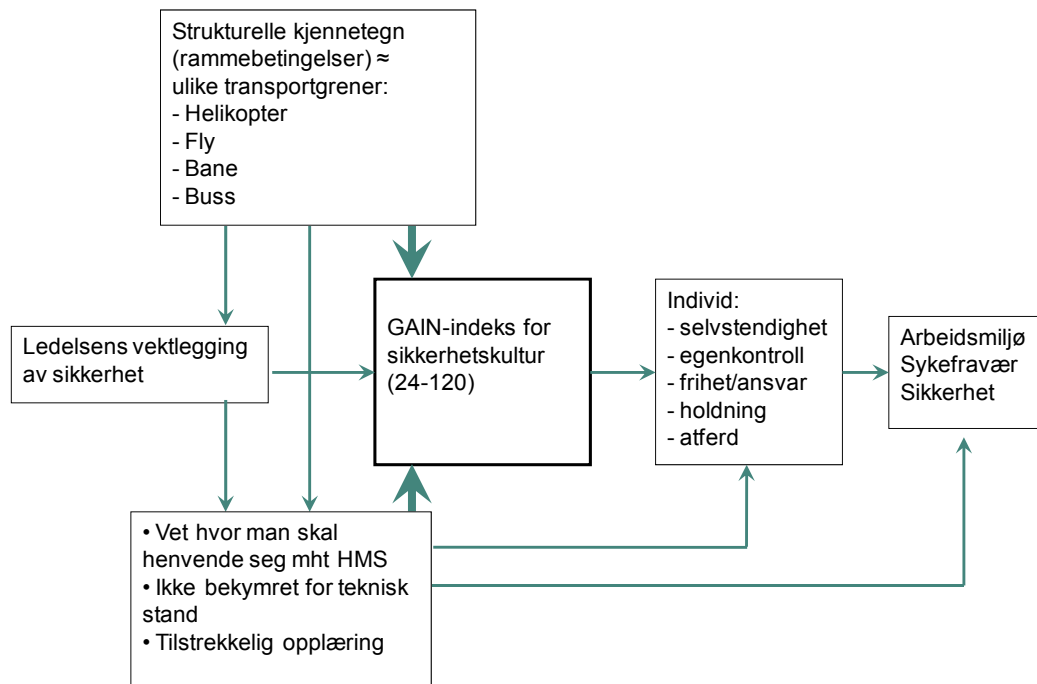 Strukturelle kjennetegn
(rammebetingelser) ≈
ulike transportgrener:
- Helikopter
- Fly
- Bane
- Buss
Ledelsens vektlegging
av sikkerhet
GAIN-indeks for
sikkerhetskultur
(24-120)
Individ:
- selvstendighet
- egenkontroll
- frihet/ansvar
- holdning
- atferd
Arbeidsmiljø
Sykefravær
Sikkerhet
• Vet hvor man skal
henvende seg mht HMS
• Ikke bekymret for teknisk
stand
• Tilstrekkelig opplæring